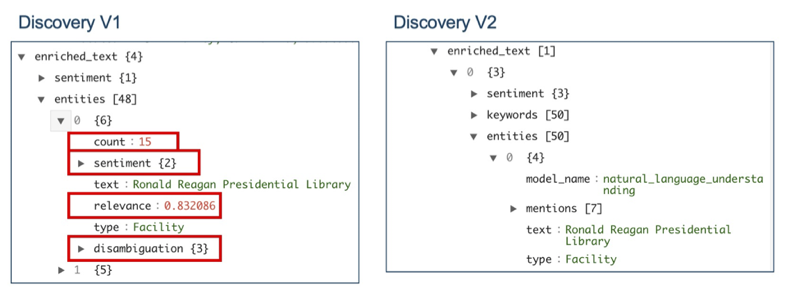 Discovery V1
enriched_text {4}
sentiment {1}
entities [48]
0 {6}
count : 15
sentiment {2}
text : Ronald Reagan Presidential Library
relevance : 0.832086
type : Facility
disambiguation {3}
1 {5}
Discovery V2
enriched_text [1]
0 {3}
sentiment {3}
keywords [50]
entities [50]
0 {4}
model_name : natural_language_understa
nding
mentions [7]
text : Ronald Reagan Presidential
Library
type : Facility